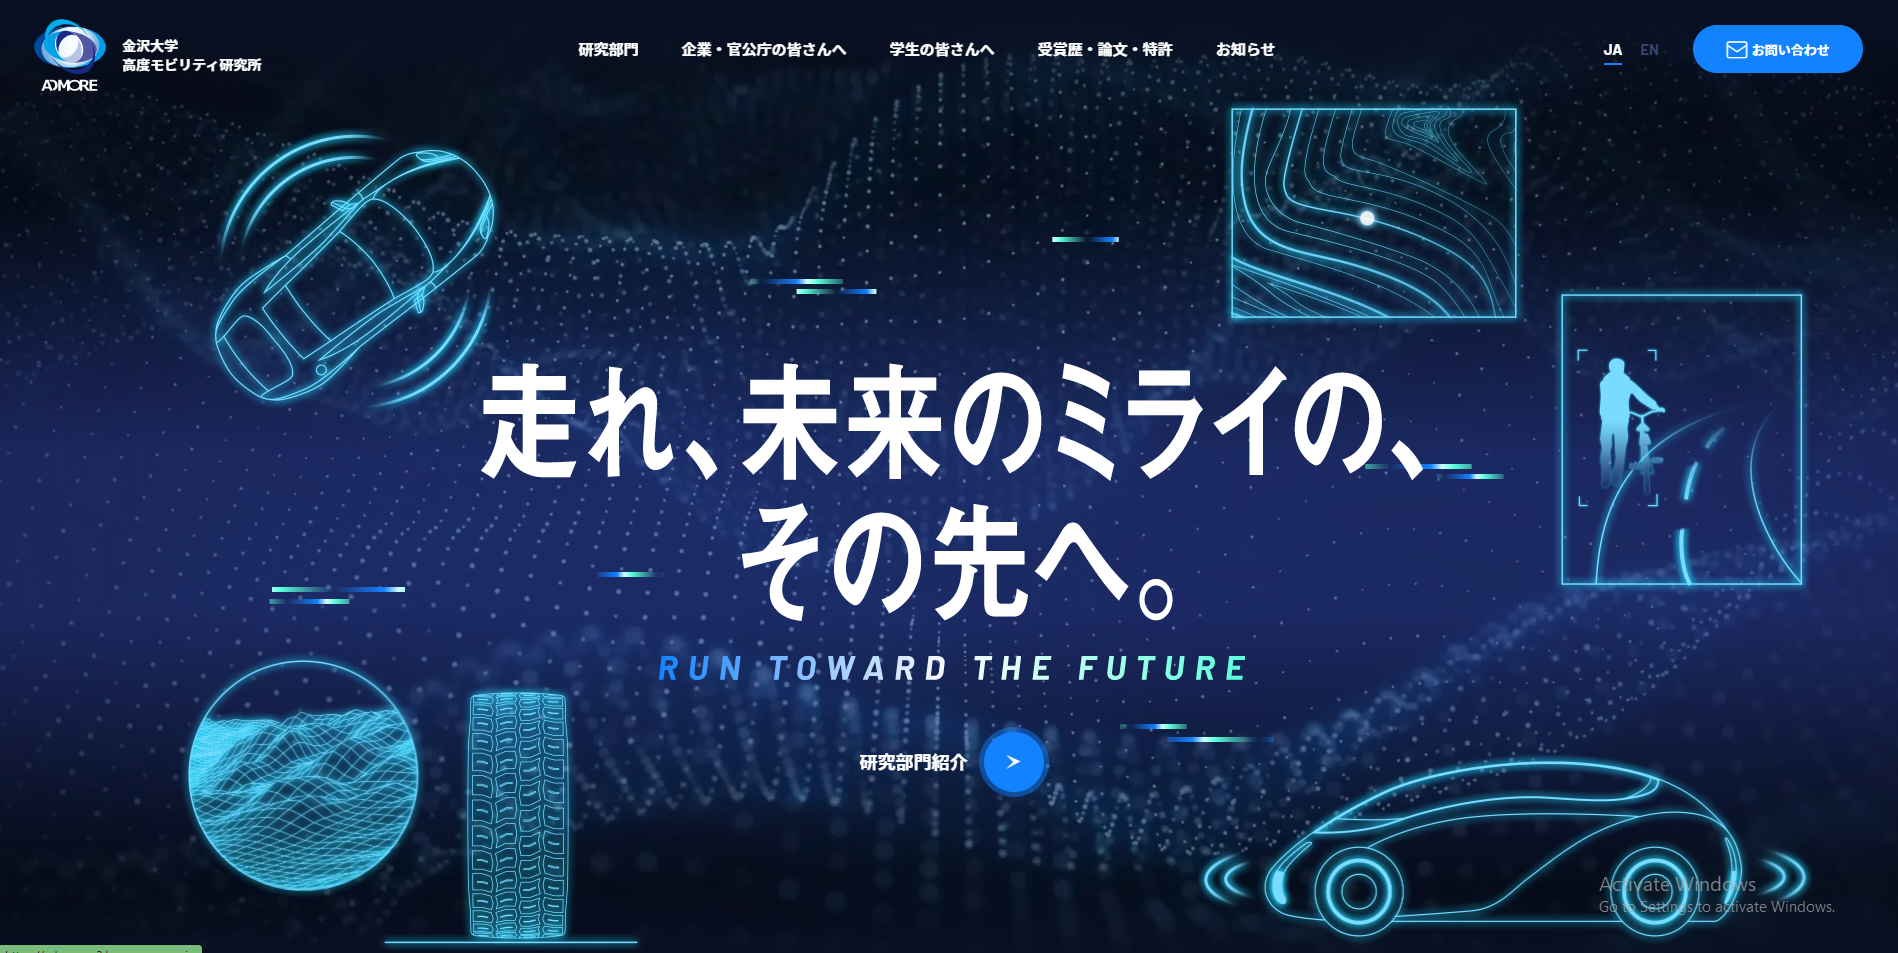 金沢大学
高度モビリティ研究所
ADMORE
研究部門
企業・官公庁の皆さんへ
学生の皆さんへ
受賞歴・論文・特許
お知らせ
JA
EN
お問い合わせ
走れ、未来のミライの、
その先へ。
RUN TOWARD THE FUTURE
研究部門紹介
Activate Windows
Go to Settings to activate Windows.